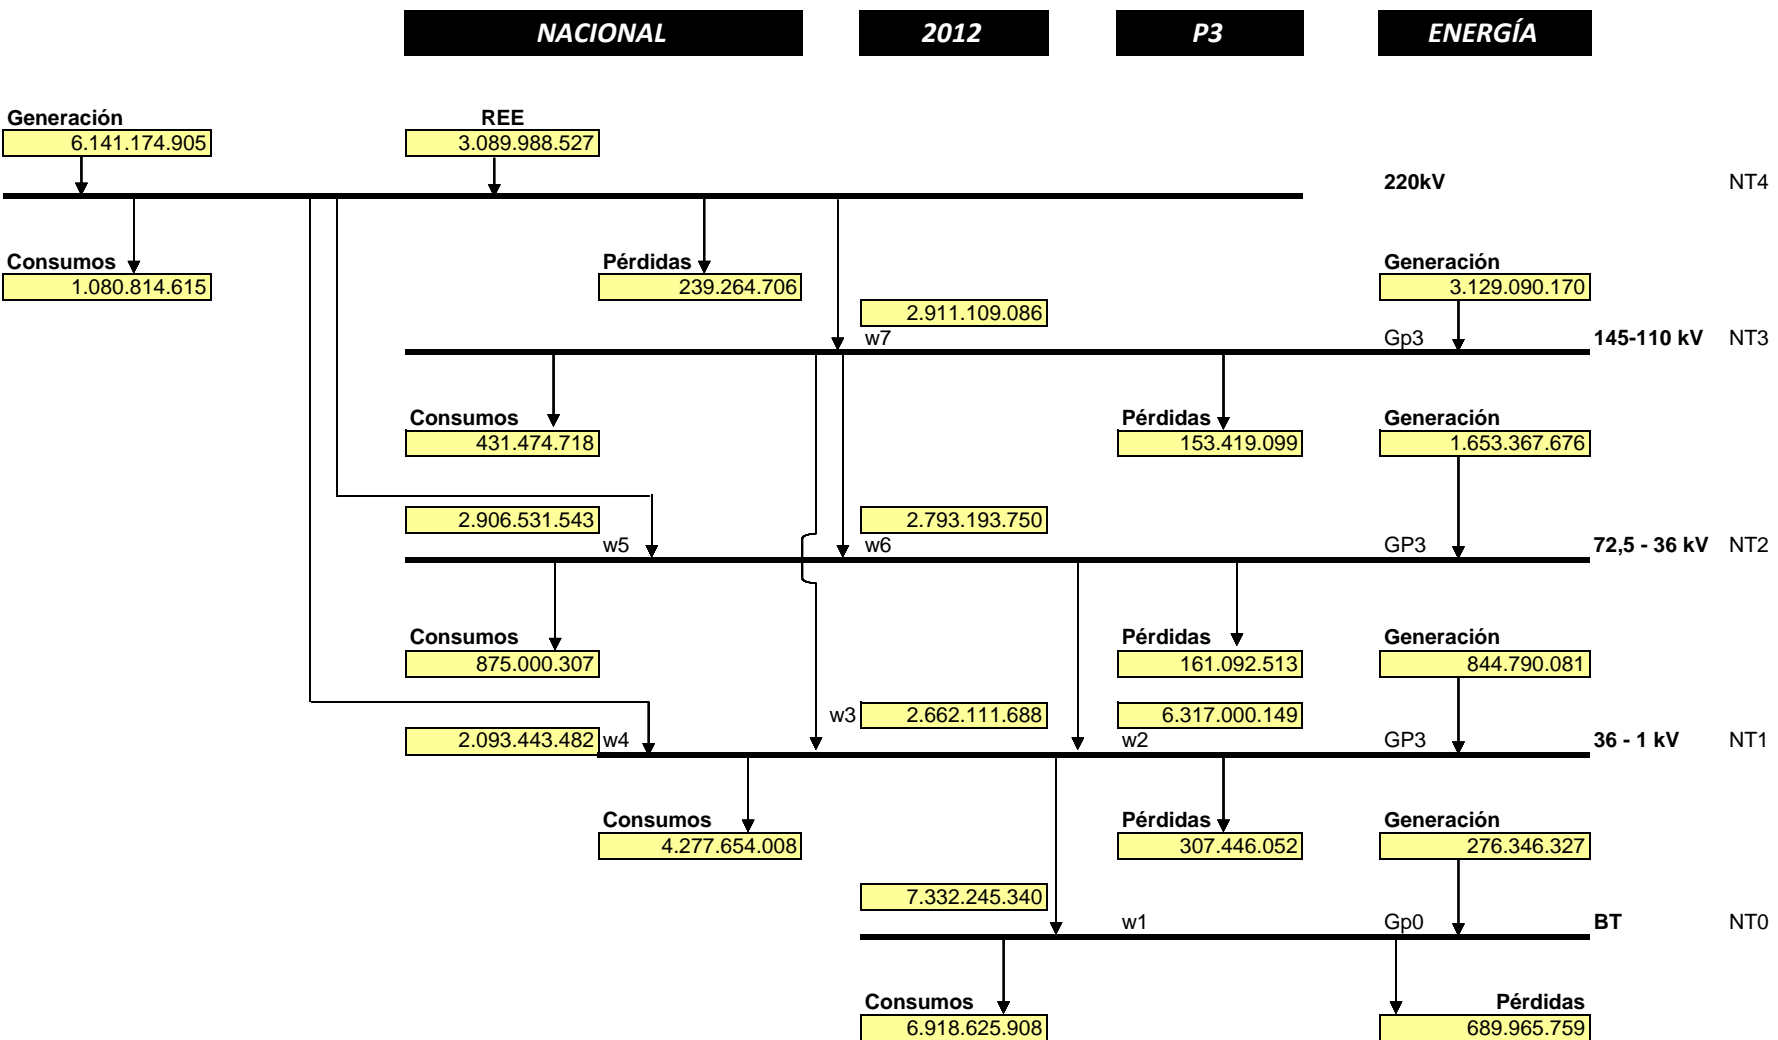 NACIONAL 2012 P3 ENERGÍA
Generación REE
6.141.174.905 3.089.988.527
220kV NT4
Consumos Pérdidas Generación
1.080.814.615 239.264.706 3.129.090.170
2.911.109.086
w7 Gp3 145-110 kV NT3
Consumos Pérdidas Generación
431.474.718 153.419.099 1.653.367.676
2.906.531.543 2.793.193.750
w5 w6 GP3 72,5 - 36 kV NT2
Consumos Pérdidas Generación
875.000.307 161.092.513 844.790.081
w3 2.662.111.688 6.317.000.149
2.093.443.482 w4 w2 GP3 36 - 1 kV NT1
Consumos Pérdidas Generación
4.277.654.008 307.446.052 276.346.327
7.332.245.340
w1 Gp0 BT NT0
Consumos Pérdidas
6.918.625.908 689.965.759